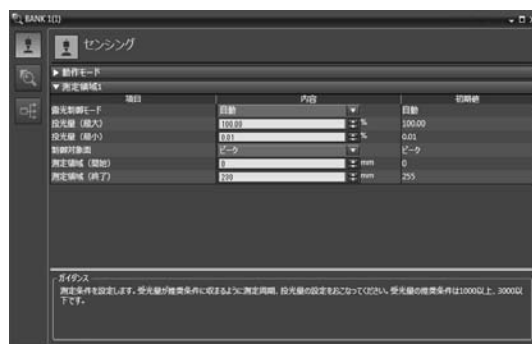 BANK 1(1)
センシング
▶ 動作モード
▼ 測定領域1
項目 内容 初期値
露光制御モード 自動 自動
投光量 (最大) 100.00 % 100.00
投光量 (最小) 0.01 % 0.01
制御対象面 ピーク ピーク
測定領域 (開始) 0 mm 0
測定領域 (終了) 200 mm 255
ガイダンス
測定条件を設定します。受光量が推奨条件に収まるように測定周期、投光量の設定をおこなってください。受光量の推奨条件は1000以上、3000以
下です。